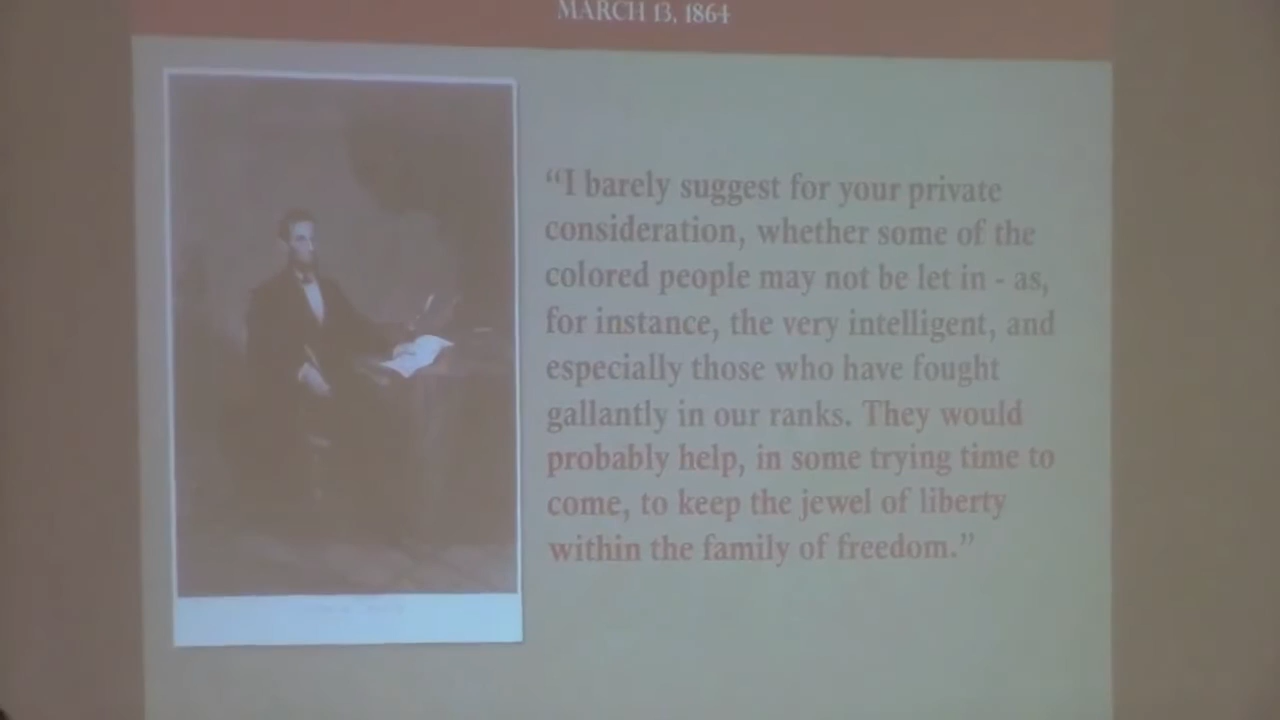 MARCH 13, 1864
“I barely suggest for your private
consideration, whether some of the
colored people may not be let in - as,
for instance, the very intelligent, and
especially those who have fought
gallantly in our ranks. They would
probably help, in some trying time to
come, to keep the jewel of liberty
within the family of freedom.”